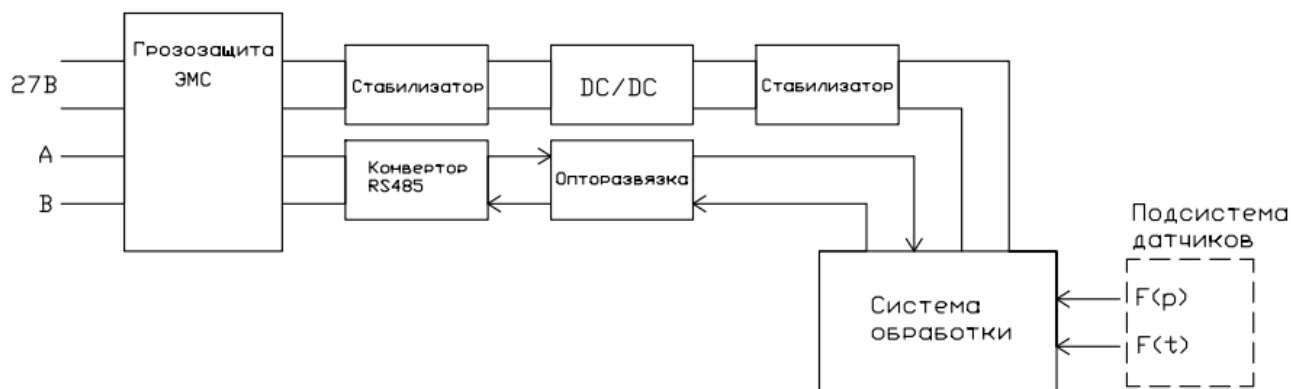 Грозозащита
ЭМС
27В
Стабилизатор
DC/DC
Стабилизатор
А
В
Конвертор
RS485
Опторазвязка
Подсистема
датчиков
Система
обработки
F(p)
F(t)